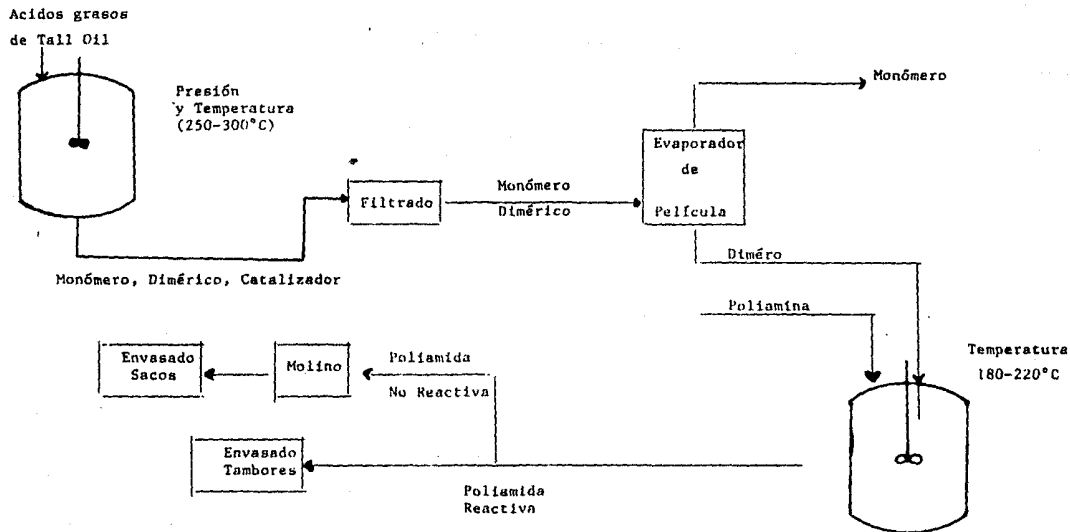 Acidos grasos
de Tall Oil
Presión
y Temperatura
(250-300°C)
Monómero
Evaporador
de
Película
Filtrado
Monómero
Dimérico
Monómero, Dimérico, Catalizador
Diméro
Poliamina
Temperatura
180-220°C
Envasado
Sacos
Molino
Poliamida
No Reactiva
Envasado
Tambores
Poliamida
Reactiva